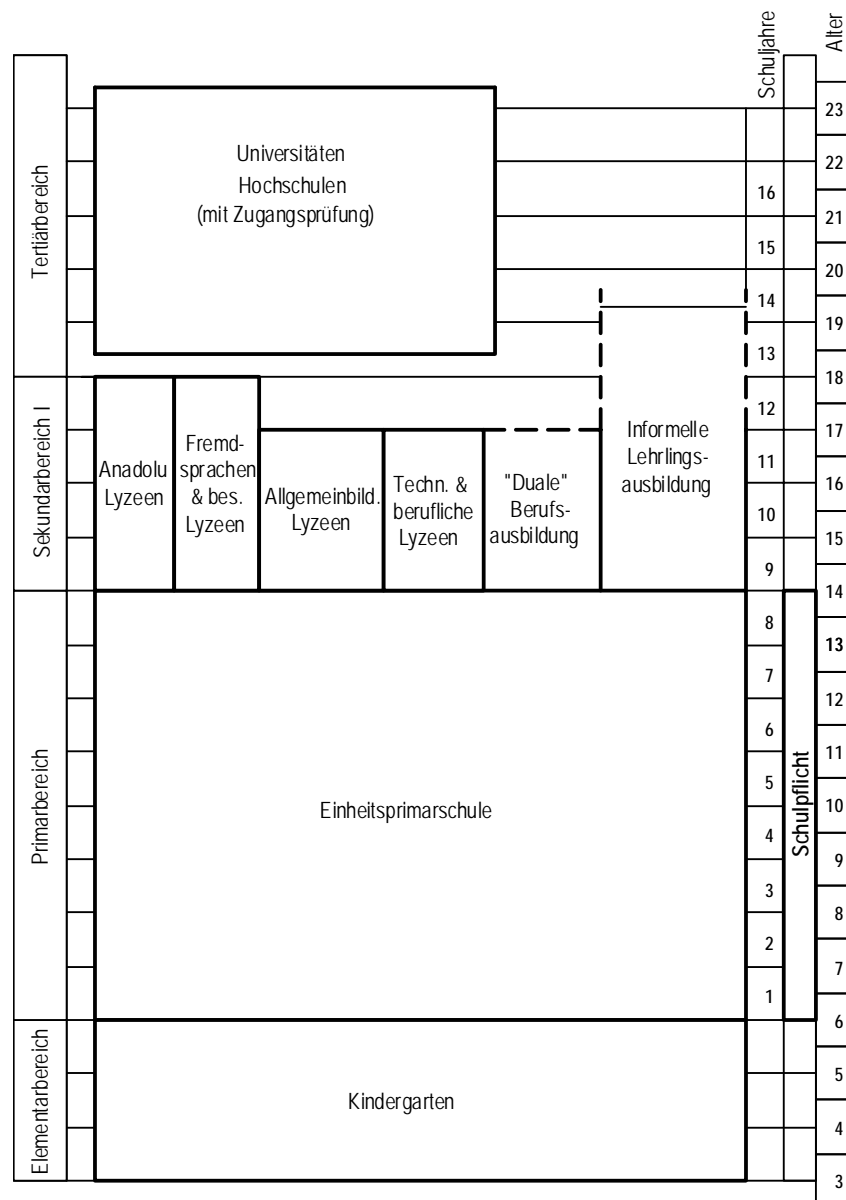 Schuljahre
Alter
Tertiärbereich
Universitäten
Hochschulen
(mit Zugangsprüfung)
23
22
16
21
15
20
14
19
13
18
Sekundarbereich I
Anadolu
Lyzeen
Fremd-
sprachen
& bes.
Lyzeen
Allgemeinbild.
Lyzeen
Techn. &
berufliche
Lyzeen
"Duale"
Berufs-
ausbildung
Informelle
Lehrlings-
ausbildung
12
17
11
16
10
15
9
14
Primarbereich
Einheitsprimarschule
Schulpflicht
8
13
7
12
6
11
5
10
4
9
3
8
2
7
1
6
Elementarbereich
Kindergarten
5
4
3